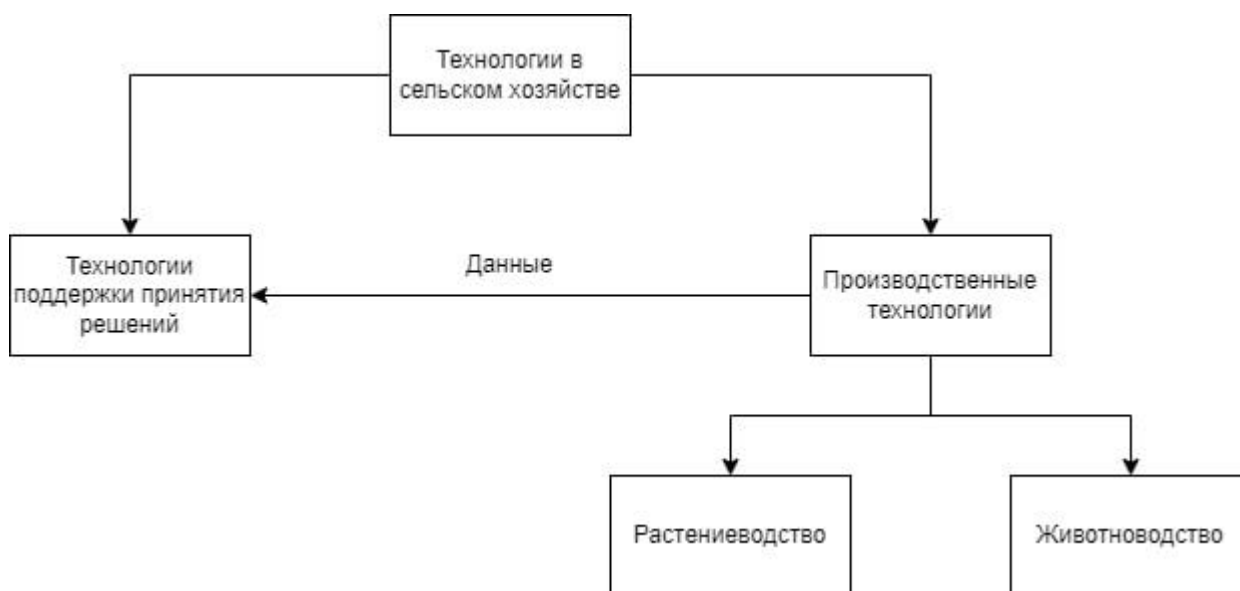 Технологии в
сельском хозяйстве
Технологии
поддержки принятия
решений
Данные
Производственные
технологии
Растениеводство
Животноводство